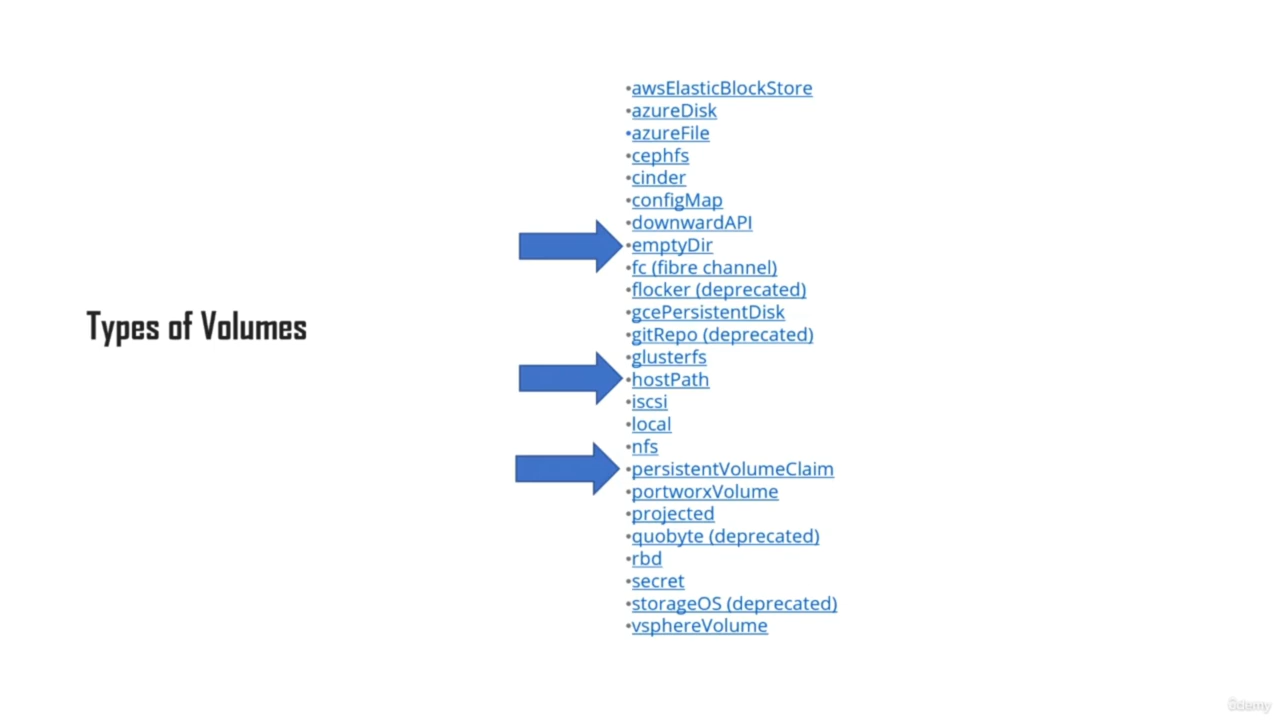 Types of Volumes
•awsElasticBlockStore
•azureDisk
•azureFile
•cephfs
•cinder
•configMap
•downwardAPI
•emptyDir
•fc (fibre channel)
•flocker (deprecated)
•gcePersistentDisk
•gitRepo (deprecated)
•glusterfs
•hostPath
•iscsi
•local
•nfs
•persistentVolumeClaim
•portworxVolume
•projected
•quobyte (deprecated)
•rbd
•secret
•storageOS (deprecated)
•vsphereVolume
ûdemy